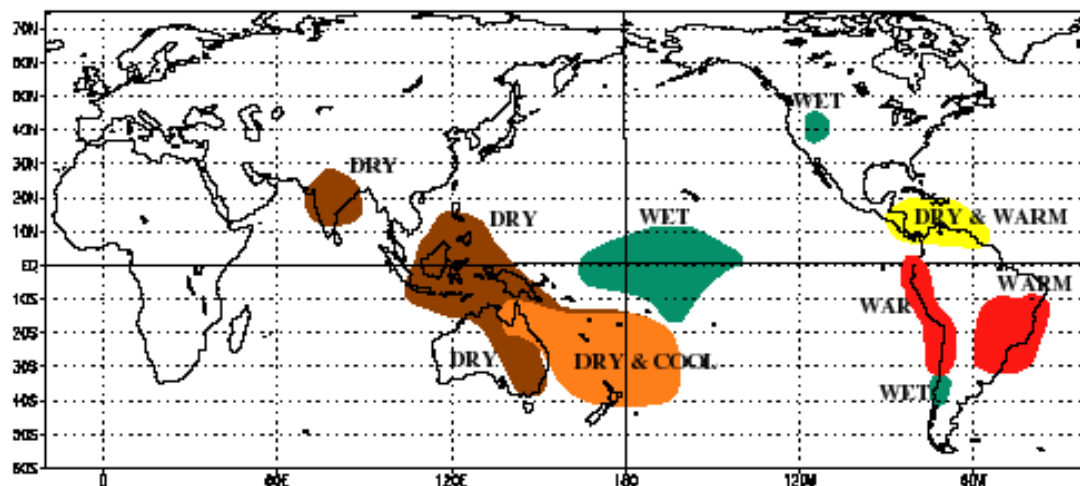 70N
60N
50N
WET
40N
30N
DRY
20N
DRY
WET
DRY & WARM
10N
EQ
WARM
10S
WAR
20S
DRY
DRY & COOL
30S
WET
40S
50S
60S
0
60E
120E
180
120W
60W